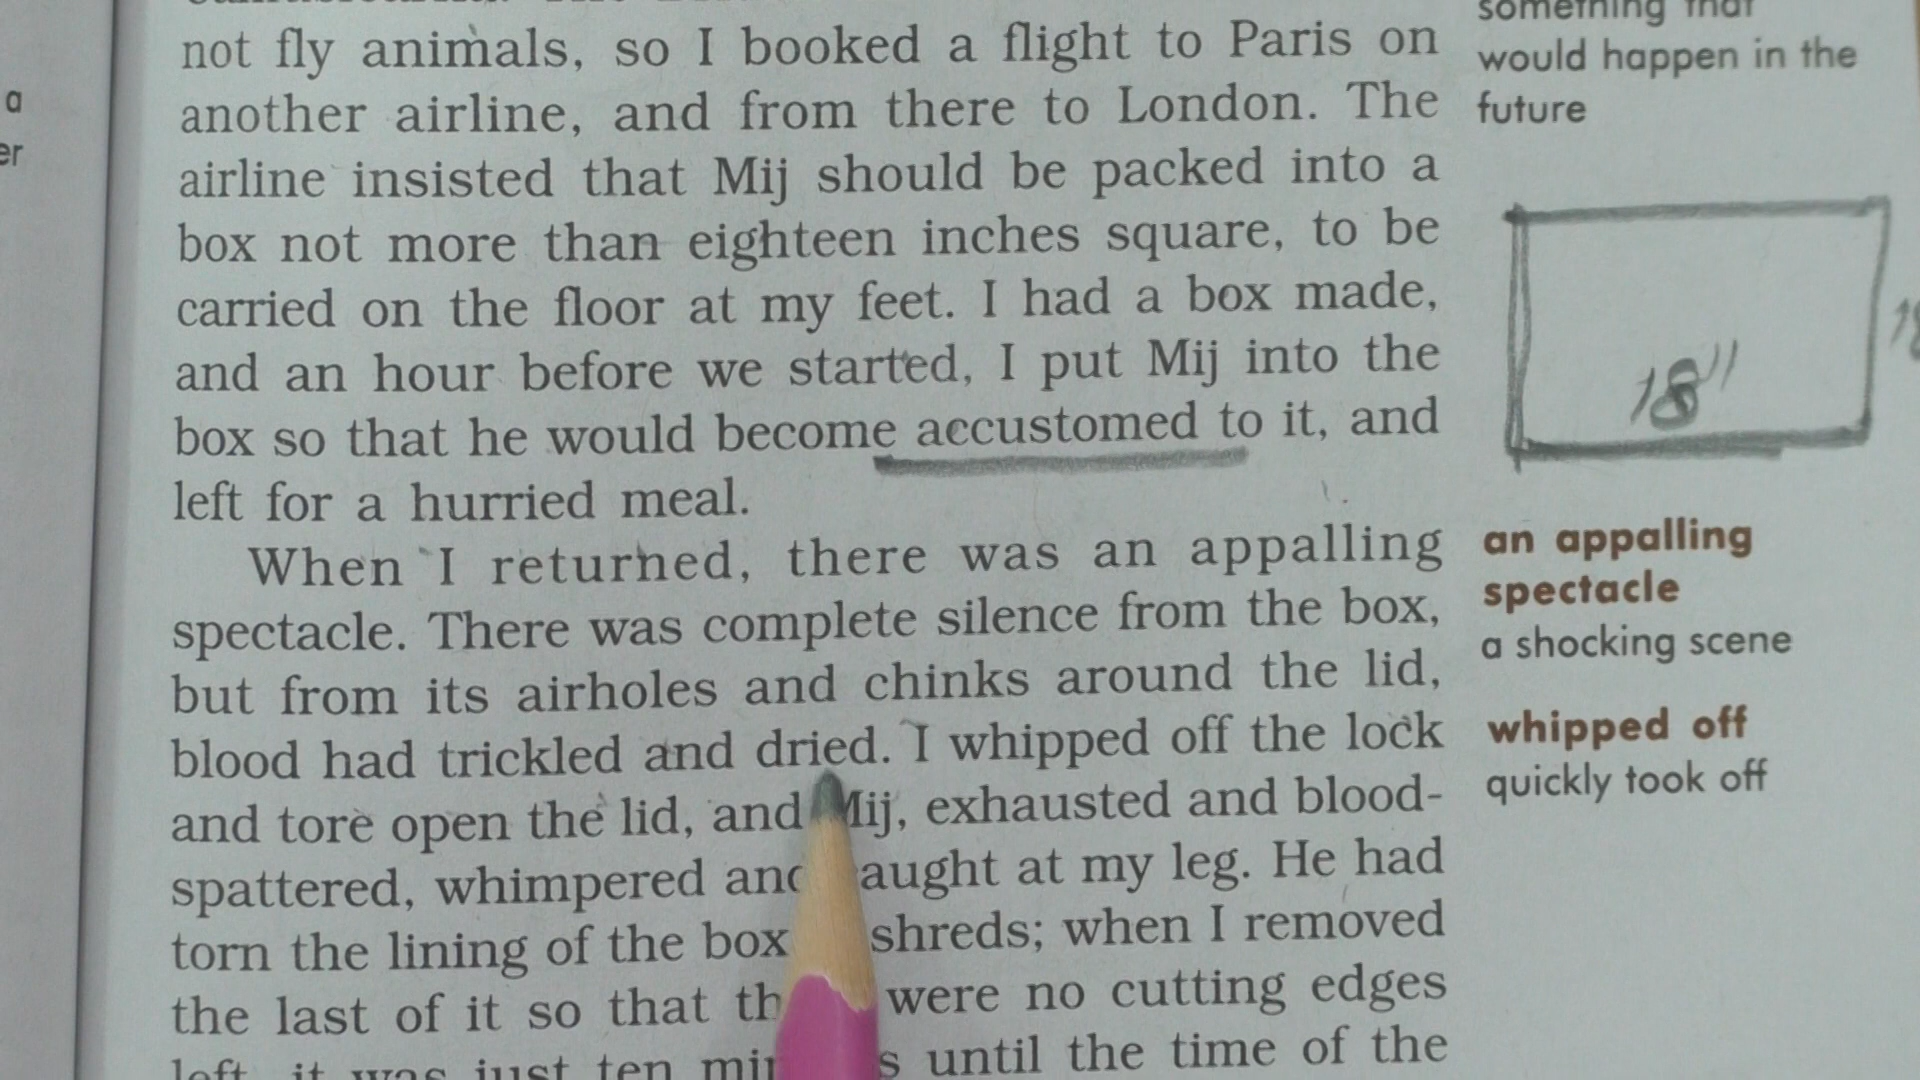 a
er
not fly animals, so I booked a flight to Paris on
another airline, and from there to London. The
airline insisted that Mij should be packed into a
box not more than eighteen inches square, to be
carried on the floor at my feet. I had a box made,
and an hour before we started, I put Mij into the
box so that he would become accustomed to it, and
left for a hurried meal.
When I returned, there was an appalling
spectacle. There was complete silence from the box,
but from its airholes and chinks around the lid,
blood had trickled and dried. I whipped off the lock
and tore open the lid, and Mij, exhausted and blood-
spattered, whimpered and aught at my leg. He had
torn the lining of the box shreds; when I removed
the last of it so that th were no cutting edges
left, it was just ten min s until the time of the
something that
would happen in the
future
18"
an appalling
spectacle
a shocking scene
whipped off
quickly took off